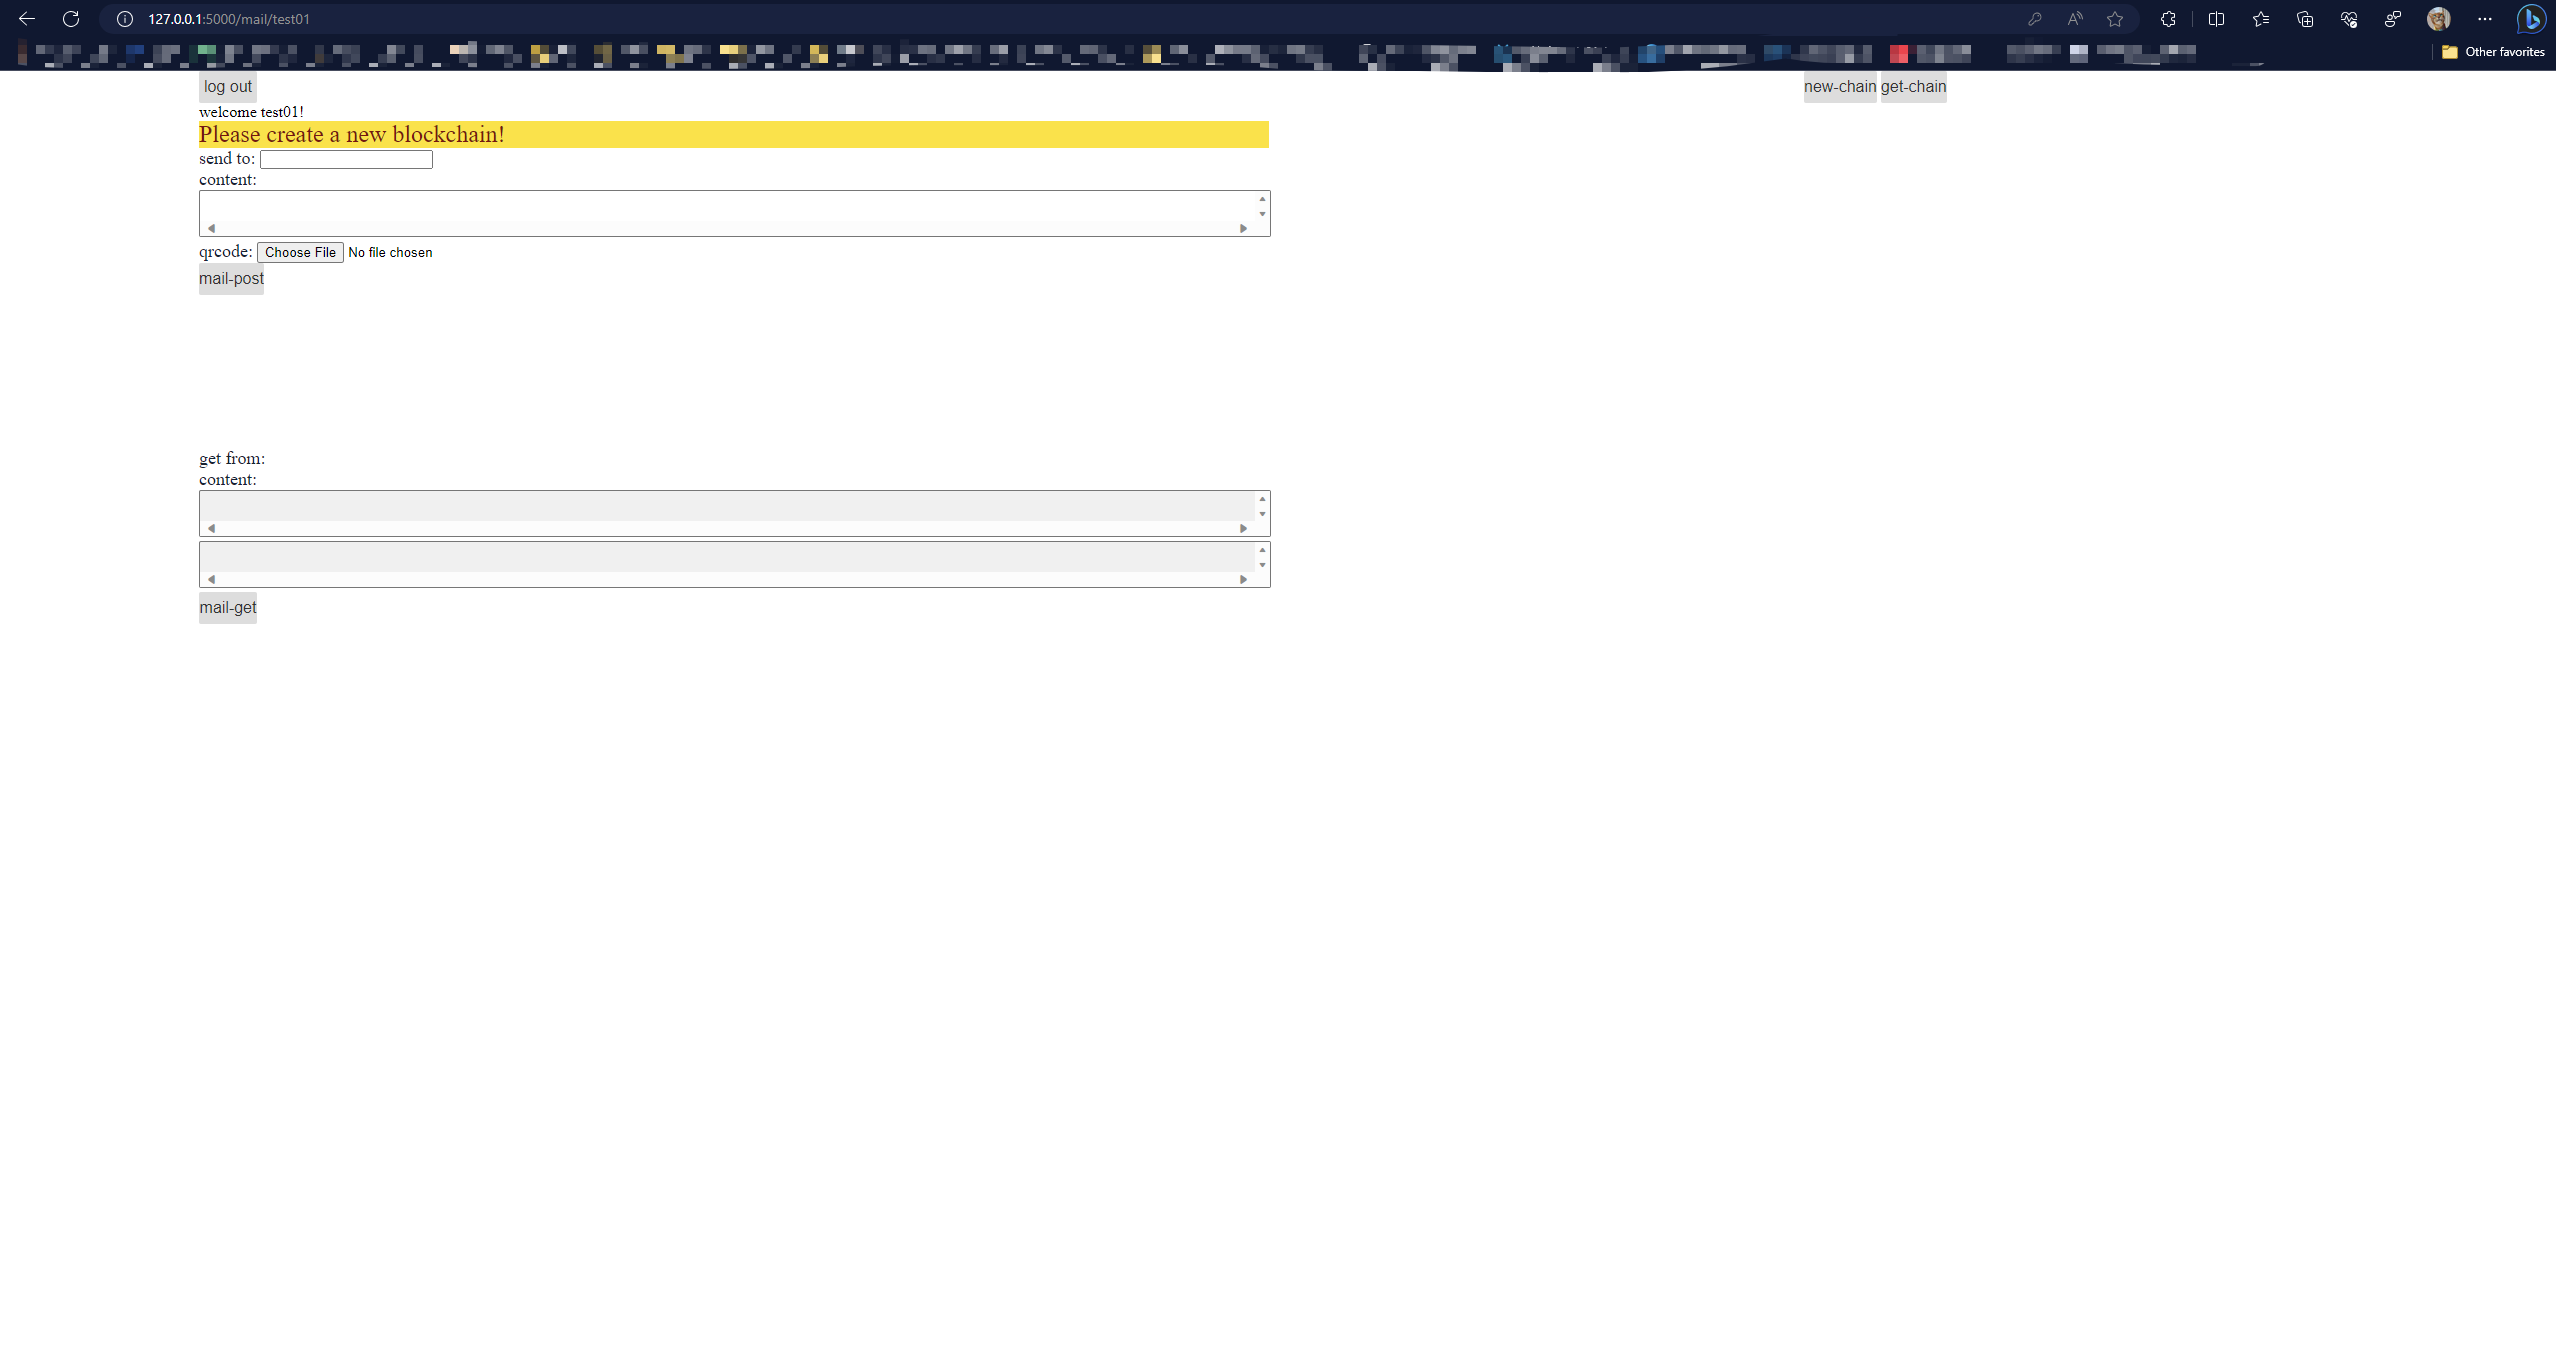 127.0.0.1:5000/mail/test01
Other favorites
log out
new-chain get-chain
welcome test01!
Please create a new blockchain!
send to:
content:
qrcode: Choose File No file chosen
mail-post
get from:
content:
mail-get